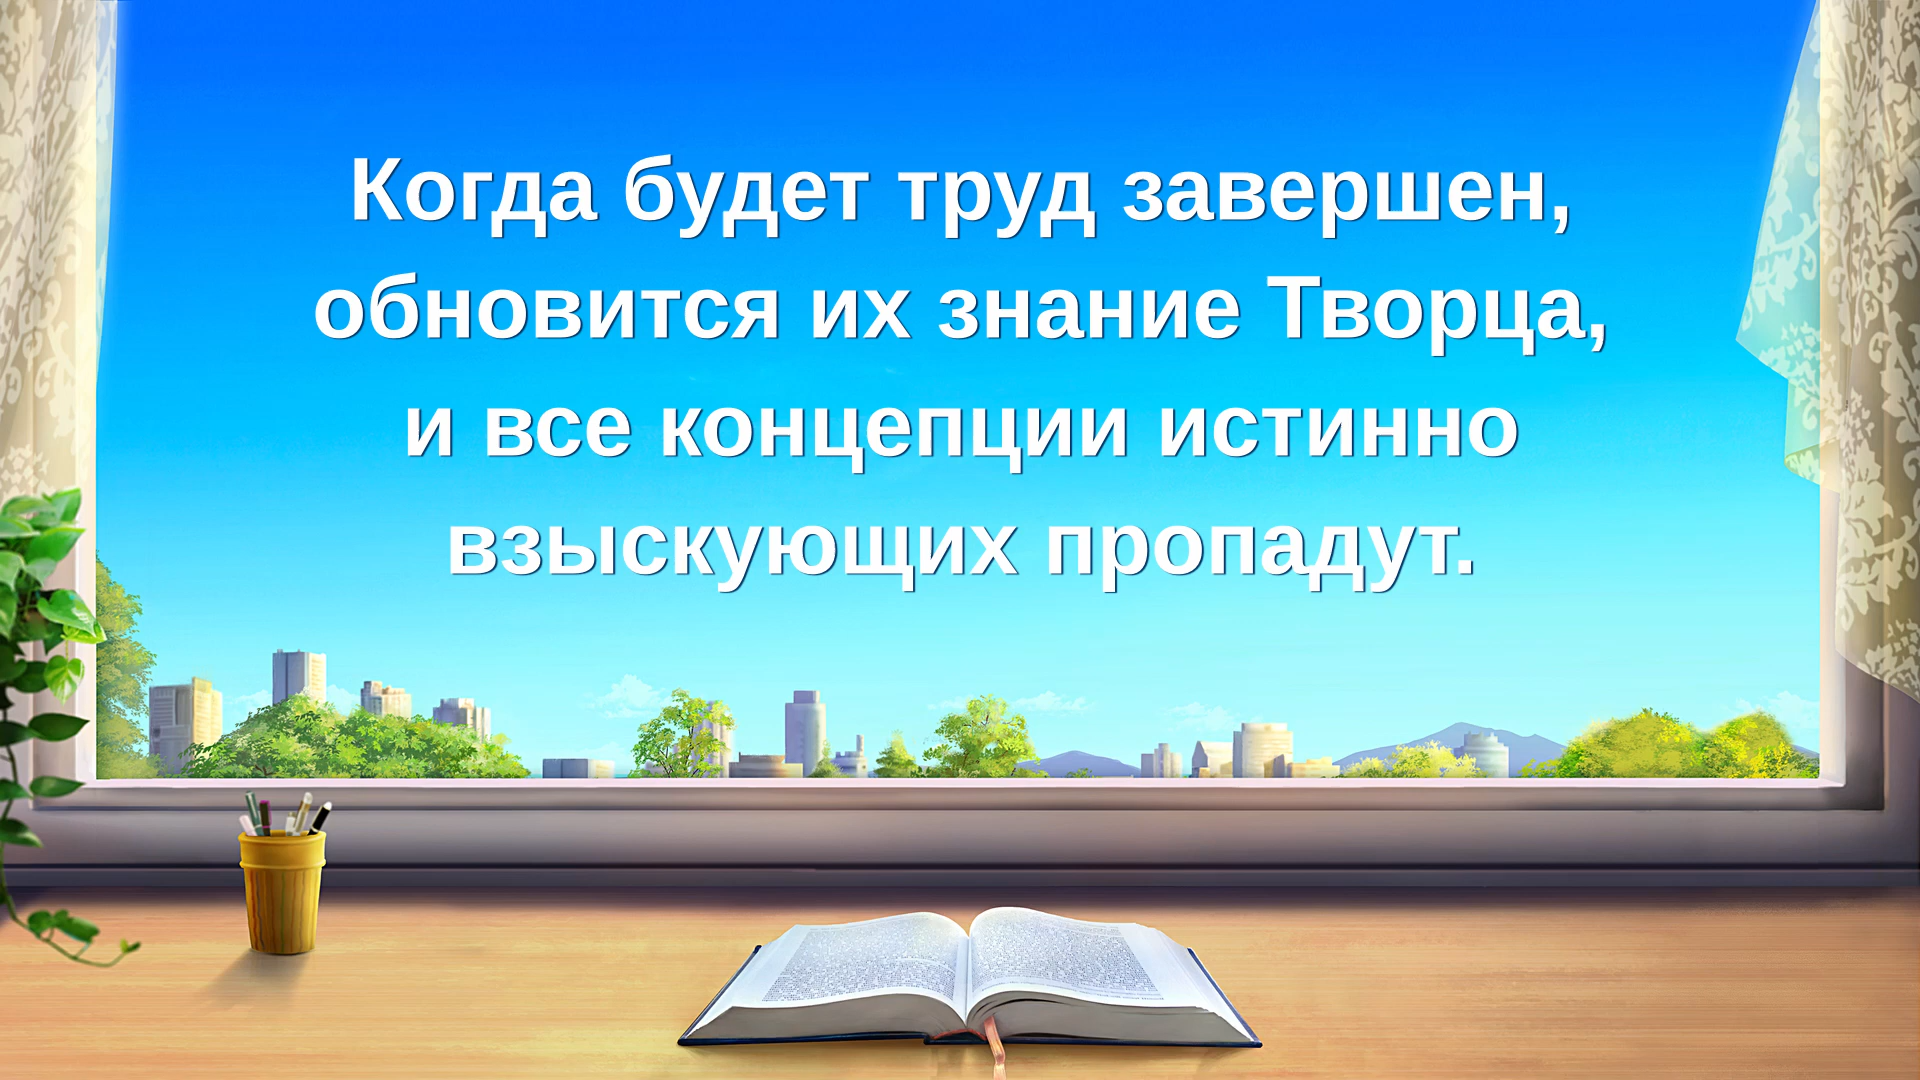 Когда будет труд завершен,
обновится их знание Творца,
и все концепции истинно
взыскующих пропадут.